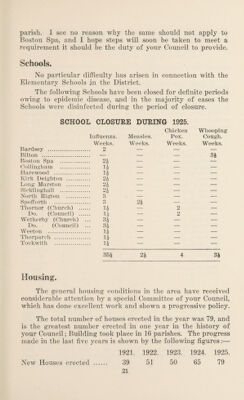 parish. I see no reason why the same should not apply to
Boston Spa, and I hope steps will soon be taken to meet a
requirement it should be the duty of your Council to provide.
Schools.
No particular difficulty has arisen in connection with the
Elementary Schools in the District.
The following Schools have been closed for definite periods
owing to epidemic disease, and in the majority of cases the
Schools were disinfected during the period of closure.
SCHOOL CLOSURE DURING 1925.
Chicken Whooping
Influenza. Measles. Pox. Cough.
Weeks. Weeks. Weeks. Weeks.
Bardsey 2 — — —
Bilton — — — 3½
Boston Spa 2½ — — —
Collingham 1½ — — —
Harewood 1½ — — —
Kirk Deighton 2½ — — —
Long Marston 2½ — — —
Sicklinghall 2½ — — —
North Rigton 3 — — —
Spofforth 3 2½ — —
Thorner (Church) 1½ — 2 —
Do. (Council) 1½ — 2 —
Wetherby (Church) 3½ — — —
Do. (Council) 3½ — — —
Weeton 1½ — — —
Thorparch 1½ — — —
Tockwith 1½ — — —
35½ 2½ 4 3½
Housing.
The general housing conditions in the area have received
considerable attention by a special Committee of your Council,
which has done excellent work and shown a progressive policy.
The total number of houses erected in the year was 79, and
is the greatest number erected in one year in the history of
your Council; Building took place in 16 parishes. The progress
made in the last five years is shown by the following figures:—
1921. 1922. 1923. 1924. 1925.
New Houses erected ...... 39 51 50 65 79
21